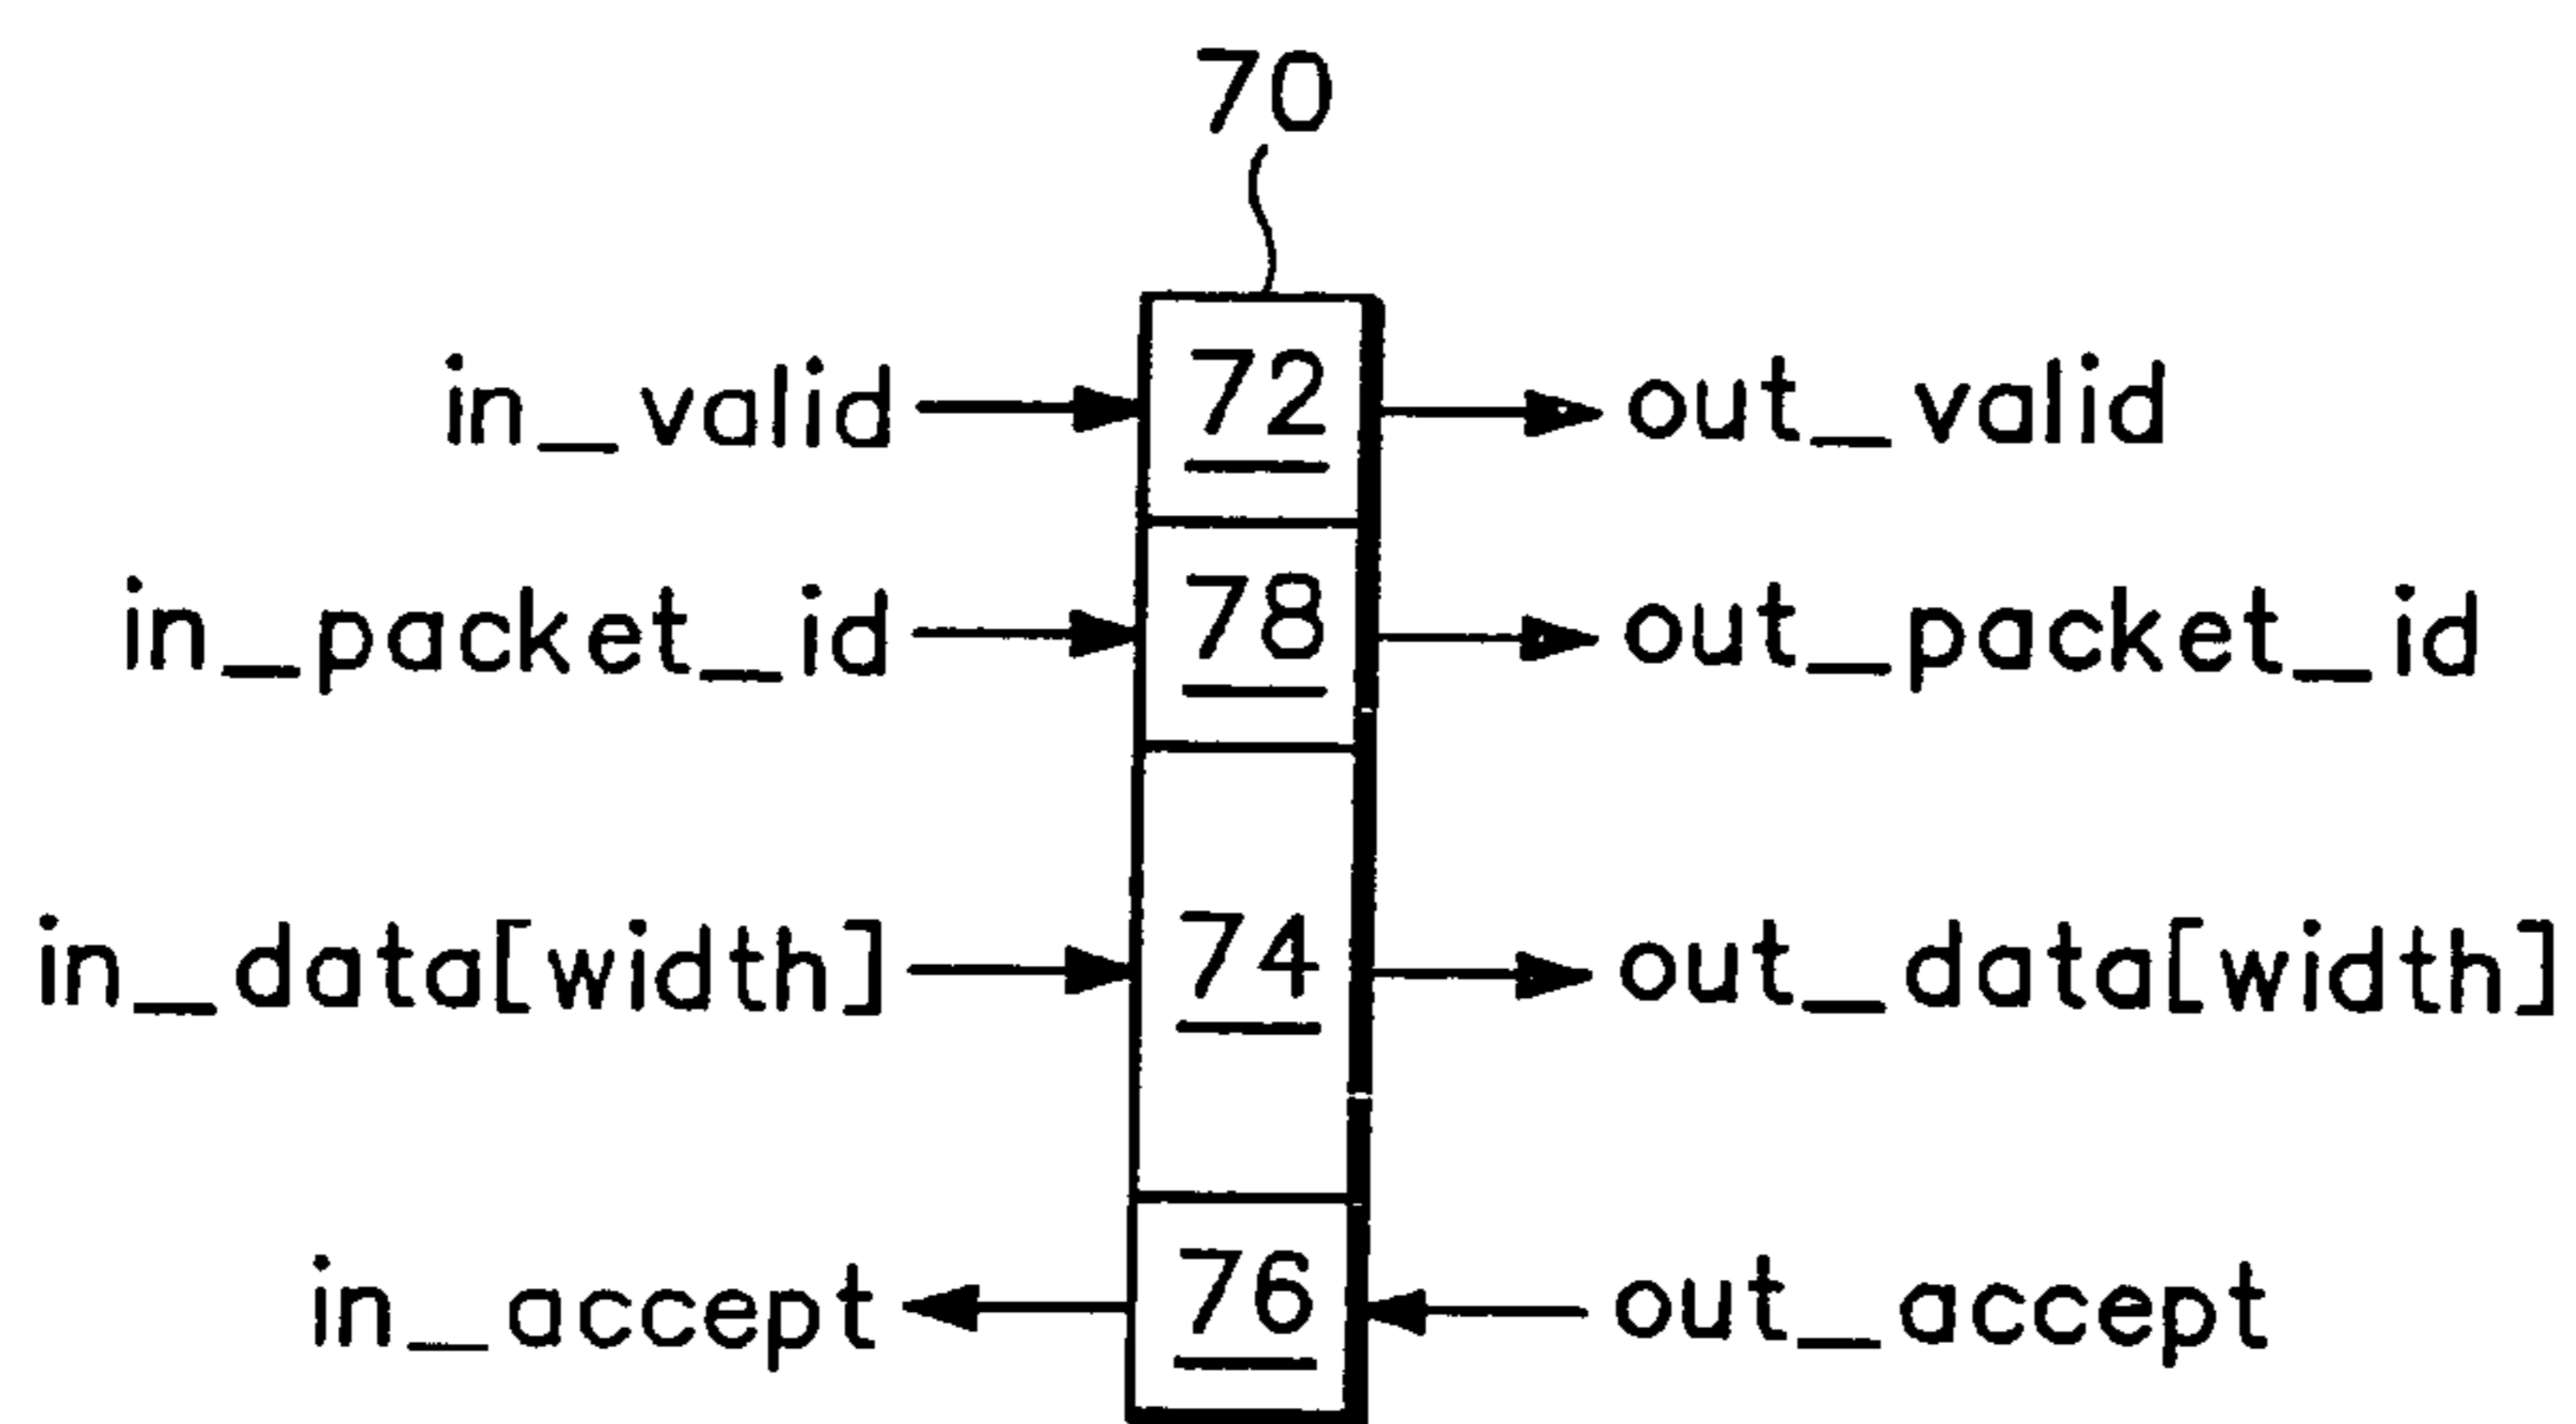 70
in_valid 72 out_valid
in_packet_id 78 out_packet_id
in_data[width] 74 out_data[width]
in_accept 76 out_accept